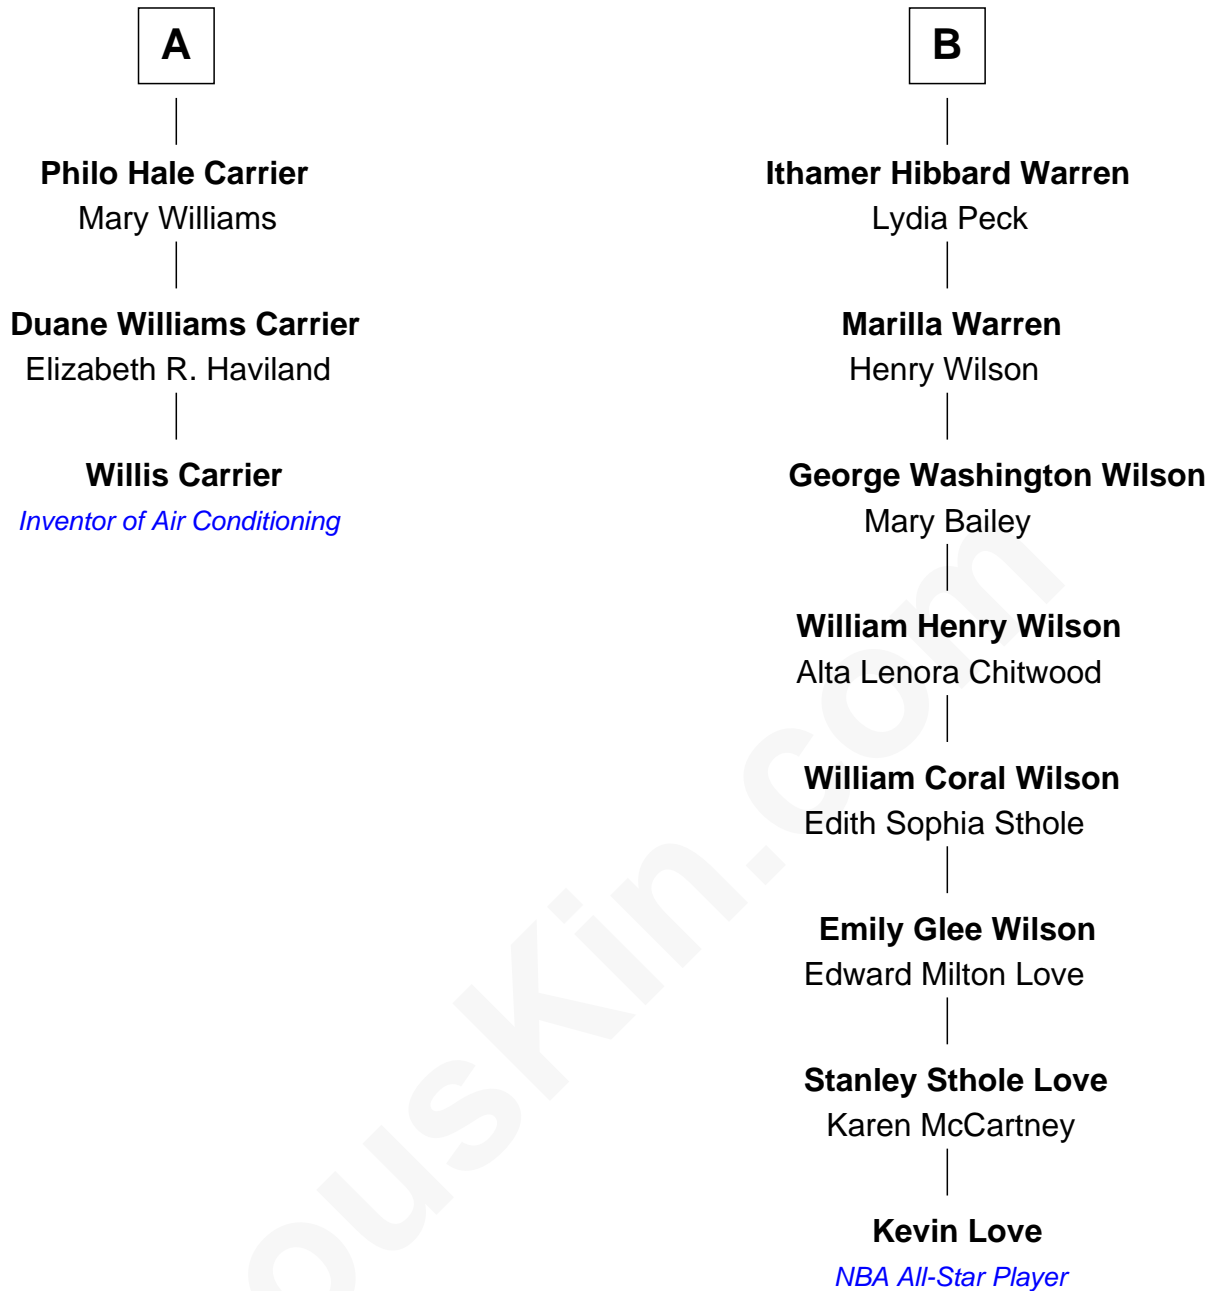 A
Philo Hale Carrier
Mary Williams
Duane Williams Carrier
Elizabeth R. Haviland
Willis Carrier
Inventor of Air Conditioning
B
Ithamer Hibbard Warren
Lydia Peck
Marilla Warren
Henry Wilson
George Washington Wilson
Mary Bailey
William Henry Wilson
Alta Lenora Chitwood
William Coral Wilson
Edith Sophia Sthole
Emily Glee Wilson
Edward Milton Love
Stanley Sthole Love
Karen McCartney
Kevin Love
NBA All-Star Player
ousKin.com